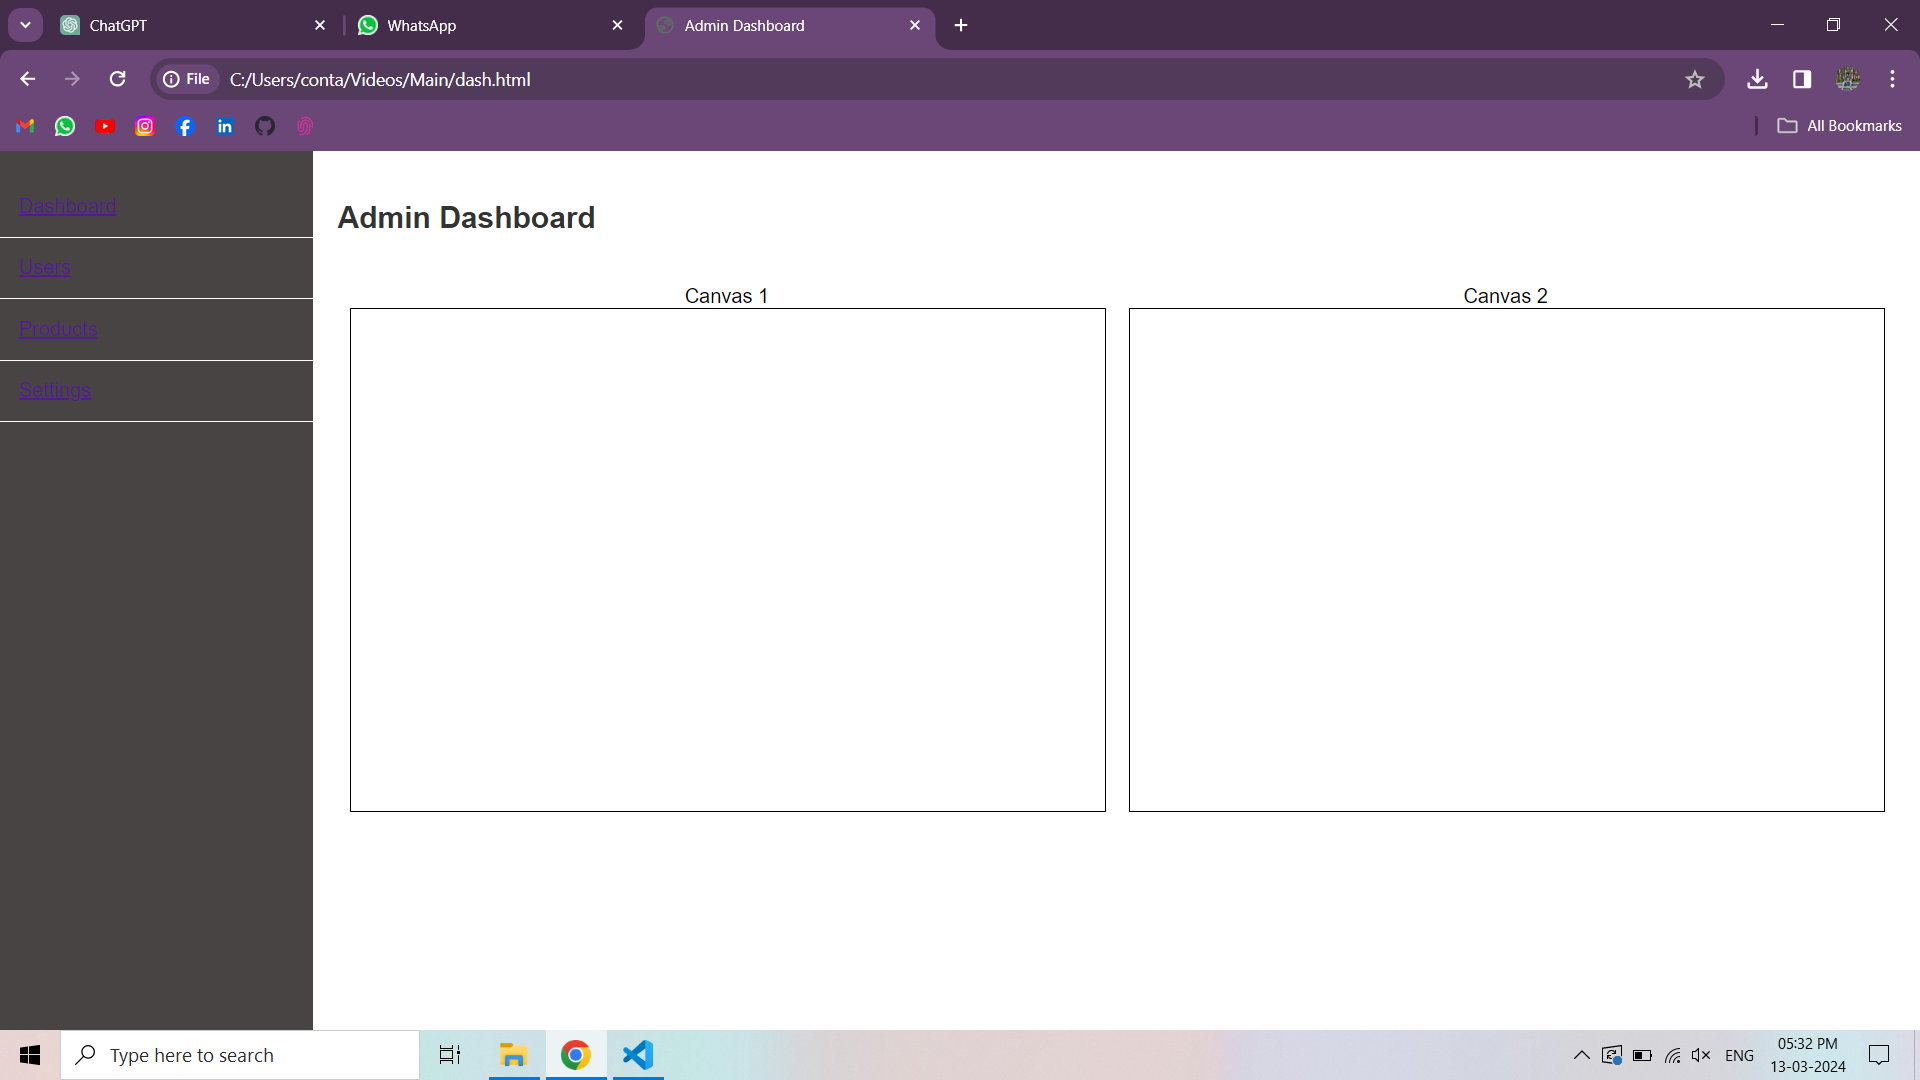 ChatGPT
WhatsApp
Admin Dashboard
File
C:/Users/conta/Videos/Main/dash.html
All Bookmarks
Dashboard
Users
Products
Settings
Admin Dashboard
Canvas 1
Canvas 2
Type here to search
ENG
05:32 PM
13-03-2024